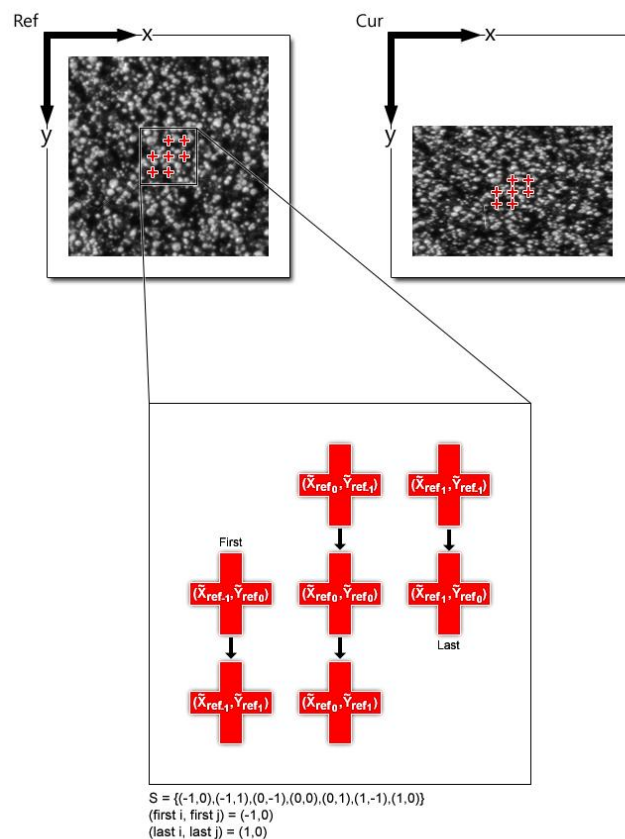 Ref
Cur
x
x
y
y
(X̃ref0,Ỹref-1)
(X̃ref1,Ỹref-1)
First
(X̃ref-1,Ỹref0)
(X̃ref0,Ỹref0)
(X̃ref1,Ỹref0)
Last
(X̃ref-1,Ỹref1)
(X̃ref0,Ỹref1)
S = {(-1,0),(-1,1),(0,-1),(0,0),(0,1),(1,-1),(1,0)}
(first i, first j) = (-1,0)
(last i, last j) = (1,0)